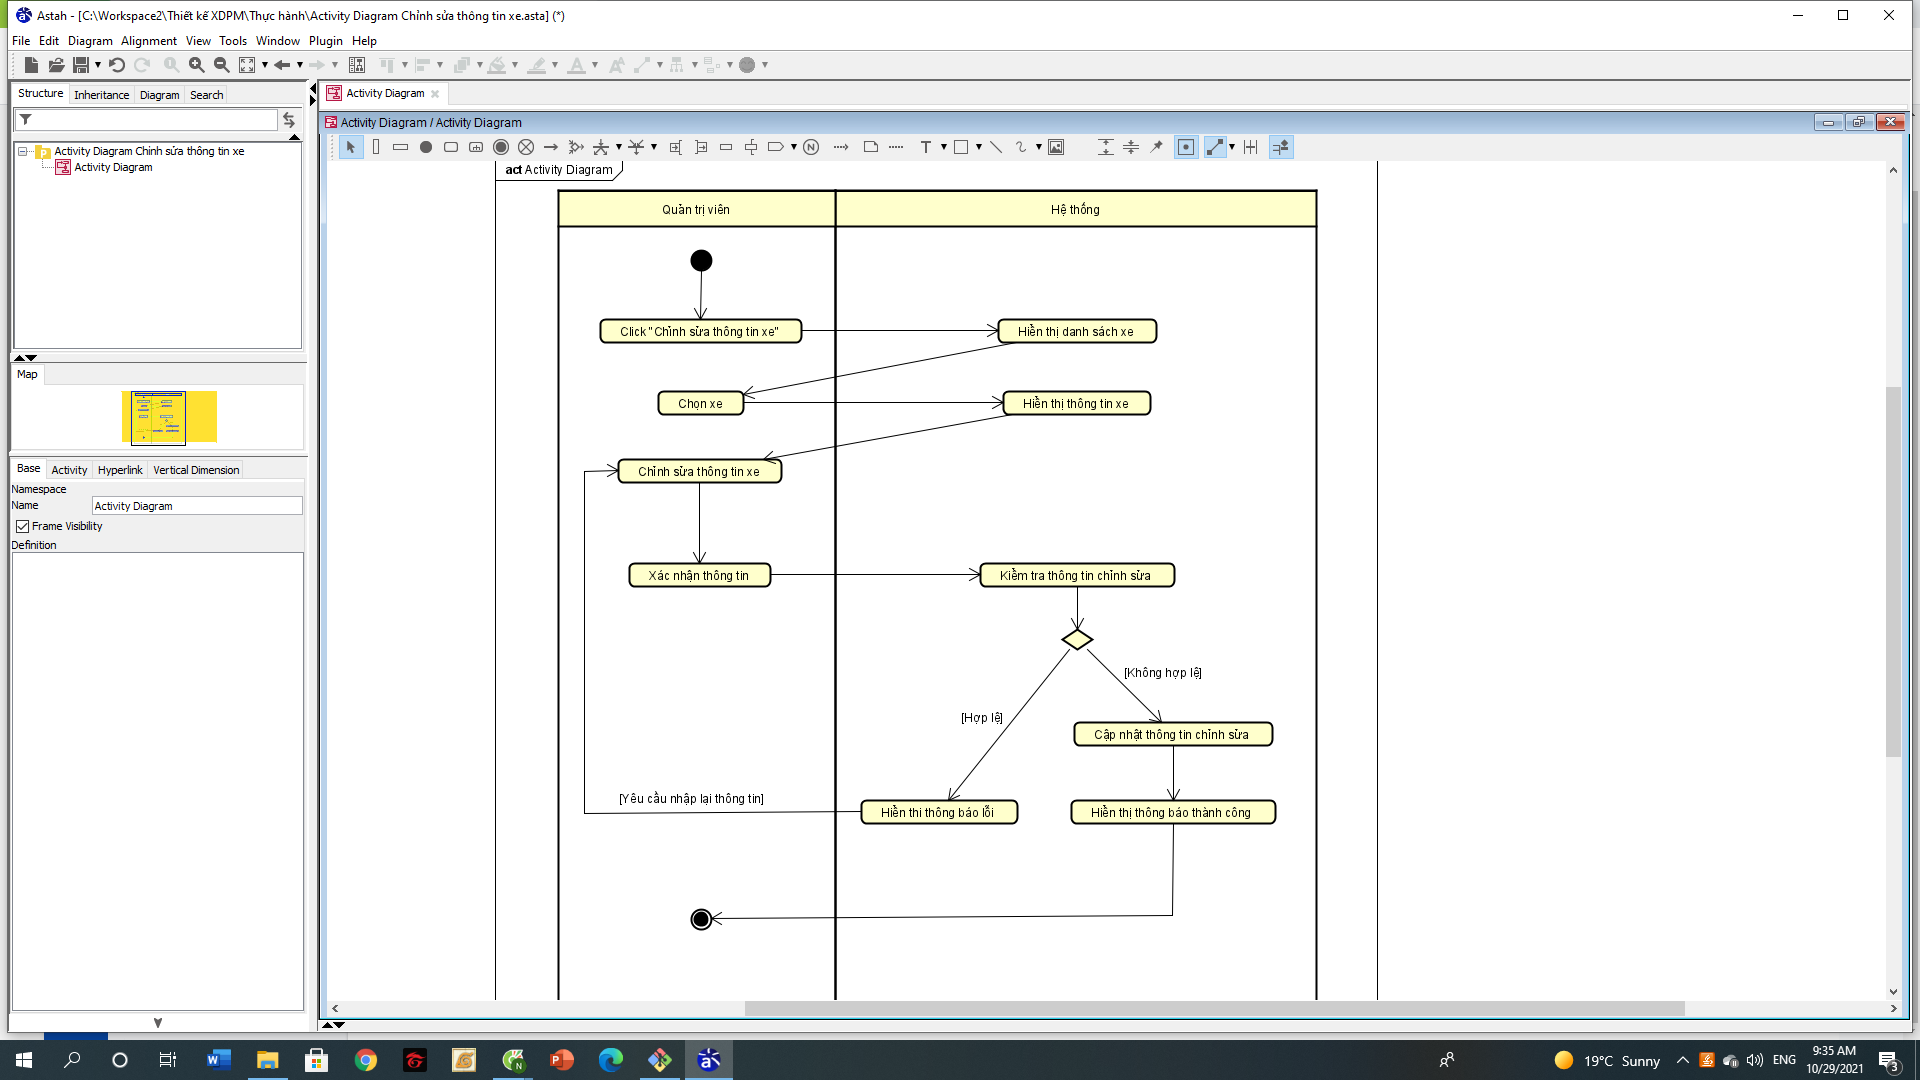 Astah - [C:\Workspace2\Thiết kế XDPM\Thực hành\Activity Diagram Chỉnh sửa thông tin xe.asta] (*)
File Edit Diagram Alignment View Tools Window Plugin Help
Structure Inheritance Diagram Search
Activity Diagram
Activity Diagram / Activity Diagram
Activity Diagram Chỉnh sửa thông tin xe
Activity Diagram
act Activity Diagram
Quản trị viên Hệ thống
Click "Chỉnh sửa thông tin xe" Hiển thị danh sách xe
Chọn xe Hiển thị thông tin xe
Chỉnh sửa thông tin xe
Xác nhận thông tin Kiểm tra thông tin chỉnh sửa
[Không hợp lệ]
[Hợp lệ]
Cập nhật thông tin chỉnh sửa
[Yêu cầu nhập lại thông tin]
Hiển thi thông báo lỗi Hiển thị thông báo thành công
Map
Base Activity Hyperlink Vertical Dimension
Namespace
Name Activity Diagram
Frame Visibility
Definition
19°C Sunny
ENG
9:35 AM
10/29/2021
3